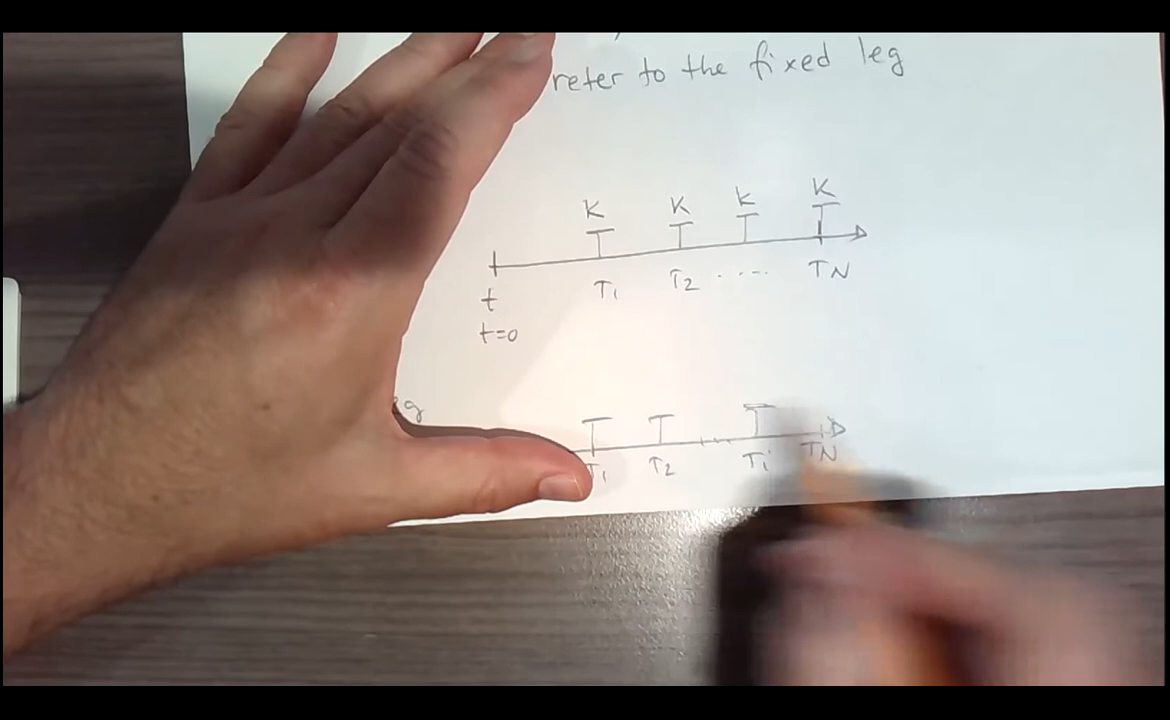 refer to the fixed leg
K K K K
T1 T2 ..... TN
t
t=0
T1 T2 ... Ti TN